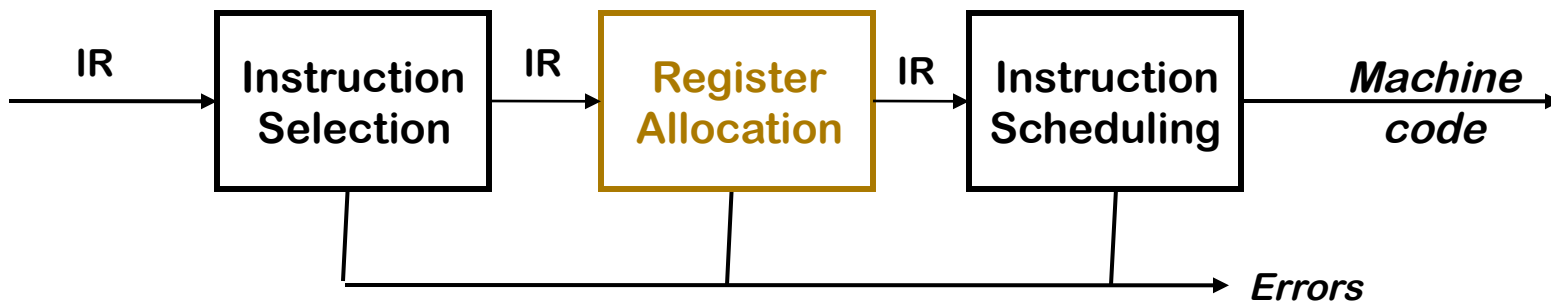 IR
Instruction
Selection
IR
Register
Allocation
IR
Instruction
Scheduling
Machine
code
Errors